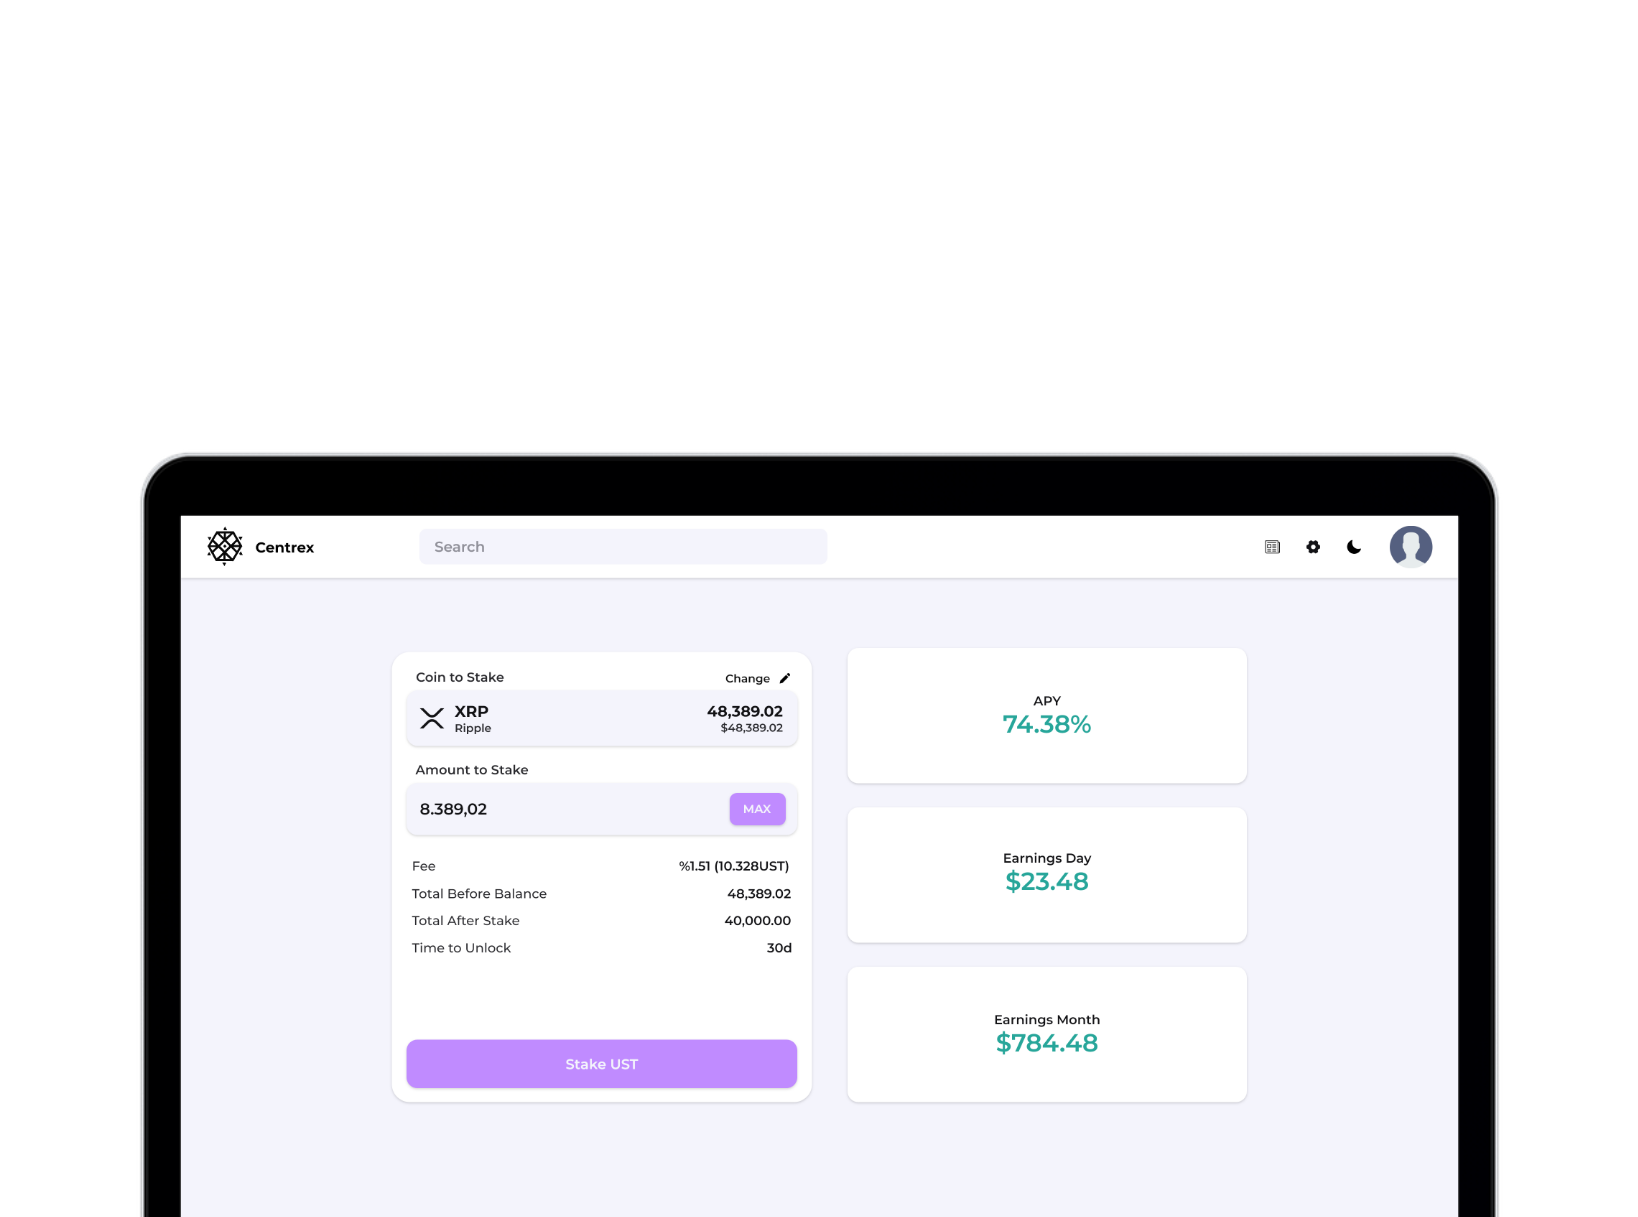 Centrex
Search
Coin to Stake
Change
XRP
48,389.02
Ripple
$48,389.02
Amount to Stake
8.389,02
MAX
Fee
%1.51 (10.328UST)
Total Before Balance
48,389.02
Total After Stake
40,000.00
Time to Unlock
30d
Stake UST
APY
74.38%
Earnings Day
$23.48
Earnings Month
$784.48